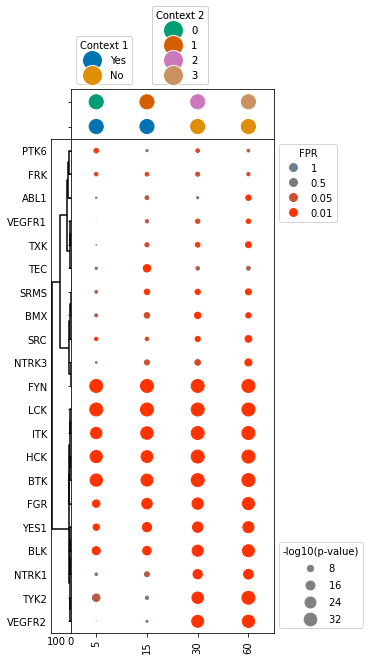 Context 2
0
1
2
3
Context 1
Yes
No
PTK6
FRK
ABL1
VEGFR1
TXK
TEC
SRMS
BMX
SRC
NTRK3
FYN
LCK
ITK
HCK
BTK
FGR
YES1
BLK
NTRK1
TYK2
VEGFR2
FPR
1
0.5
0.05
0.01
-log10(p-value)
8
16
24
32
100 0
5
15
30
60